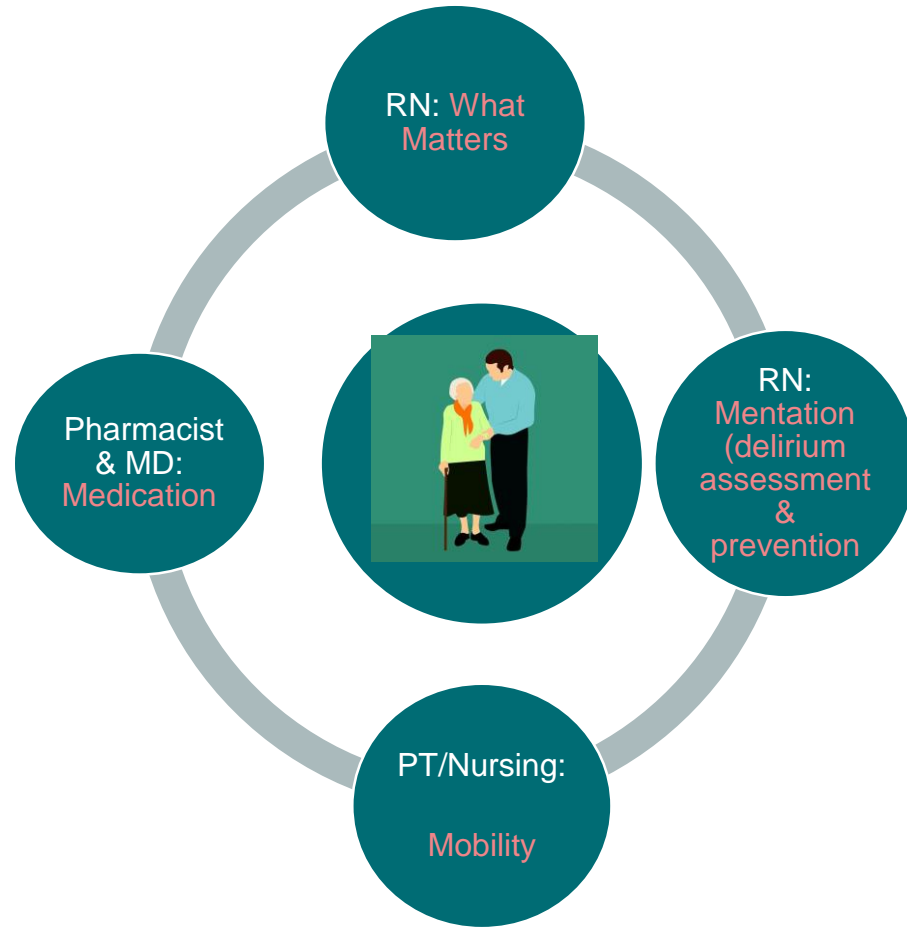 RN: What
Matters
RN:
Mentation
(delirium
assessment
&
prevention
PT/Nursing:
Mobility
Pharmacist
& MD:
Medication